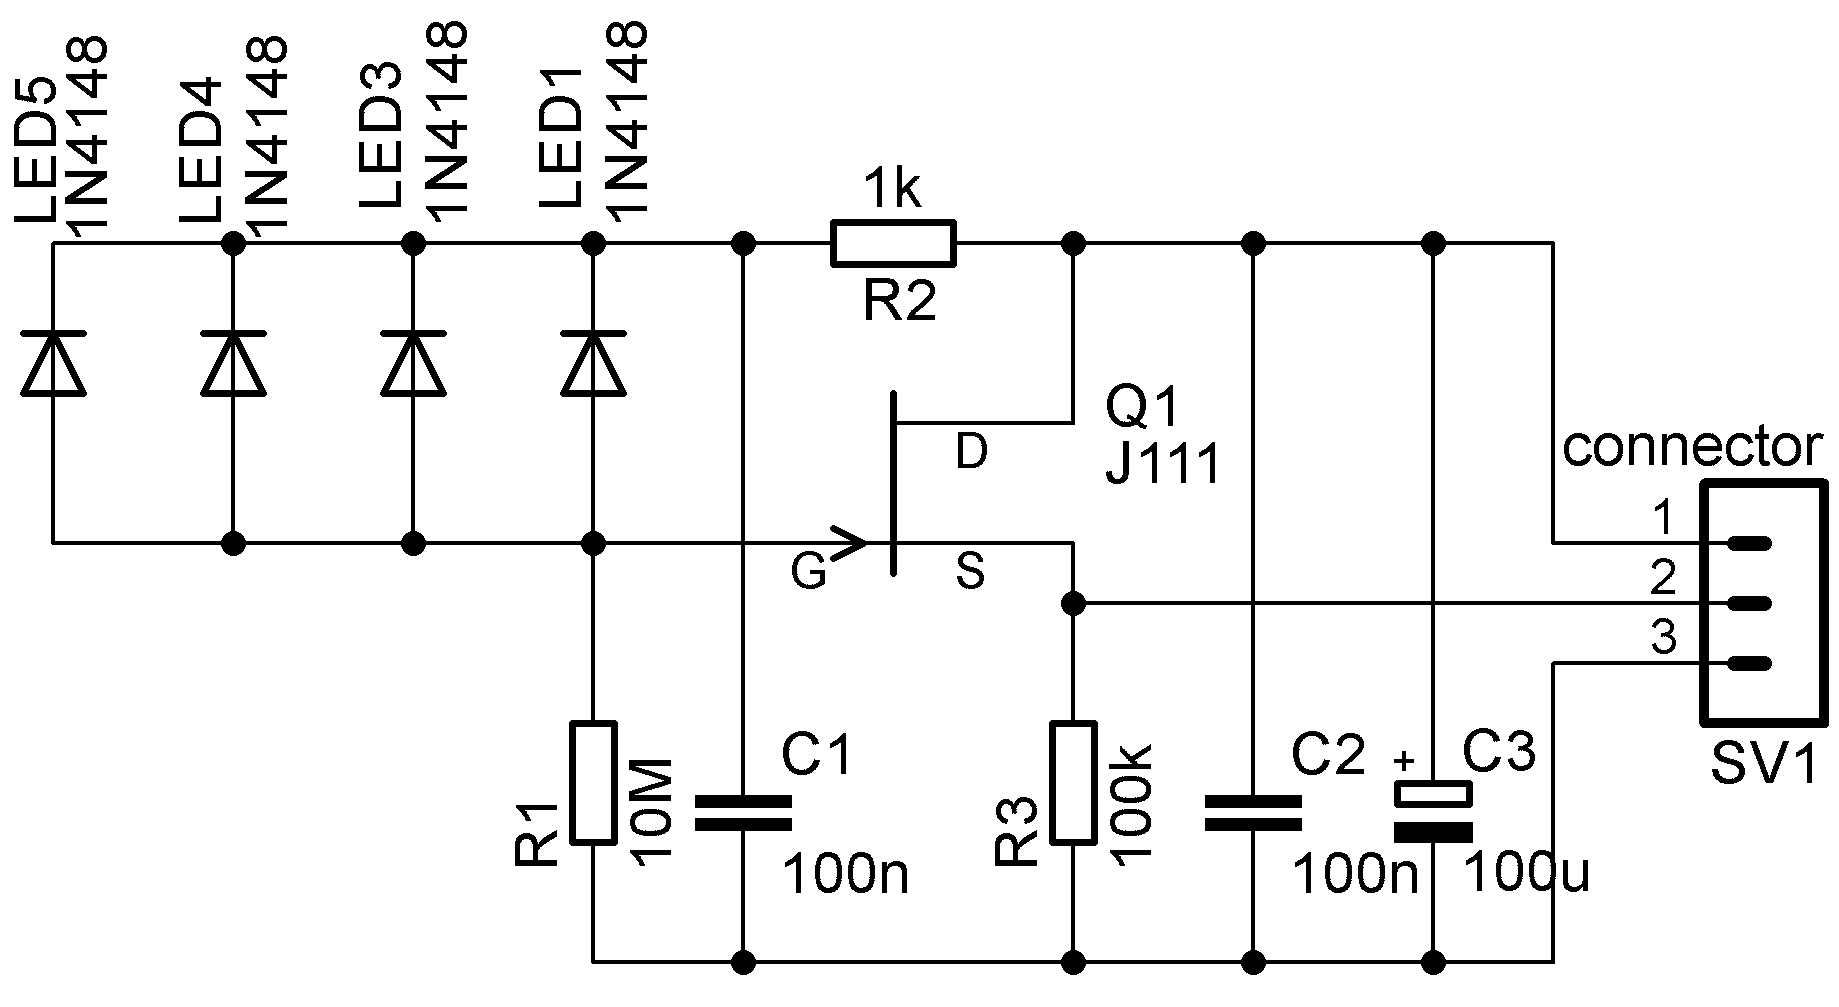 LED5
1N4148
LED4
1N4148
LED3
1N4148
LED1
1N4148
1k
R2
Q1
J111
D
G
S
connector
1
2
3
SV1
R1
10M
C1
100n
R3
100k
C2
100n
+
C3
100u